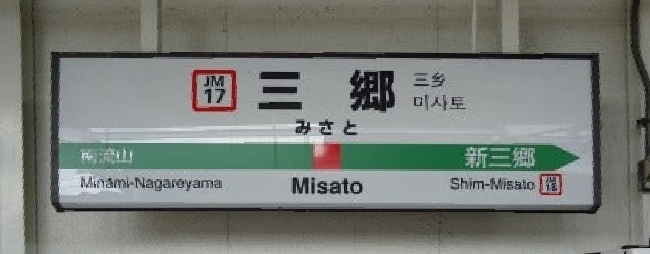 JM
17
三郷
三乡
미사토
みさと
南流山
新三郷
Minami-Nagareyama
Misato
Shim-Misato
JM
18